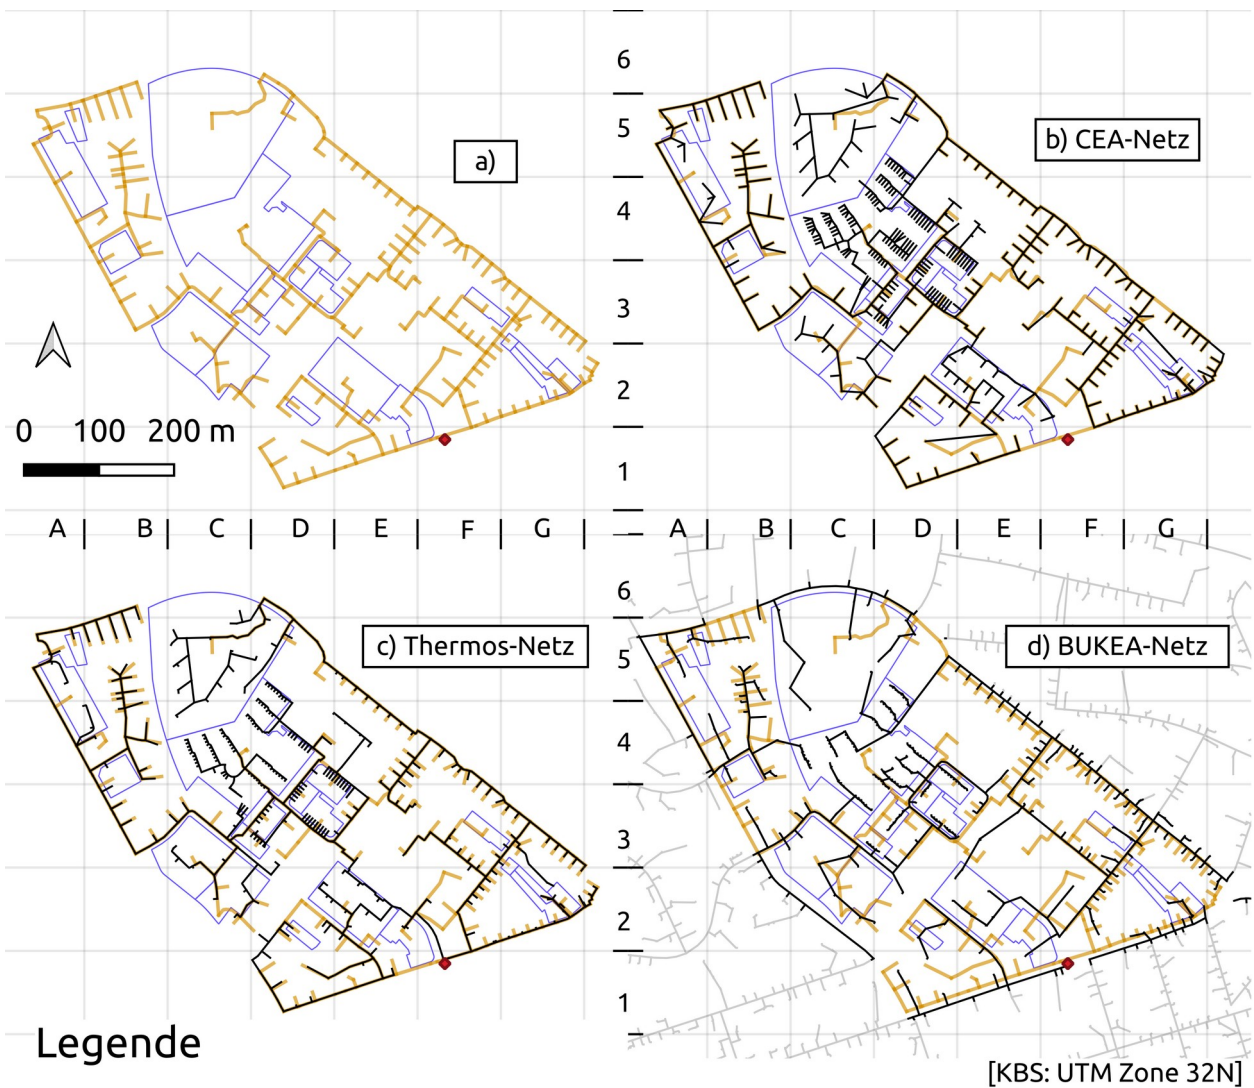 6
a)
5
b) CEA-Netz
4
3
2
0 100 200 m
1
A B C D E F G A B C D E F G
6
c) Thermos-Netz
5
d) BUKEA-Netz
4
3
2
1
Legende
[KBS: UTM Zone 32N]